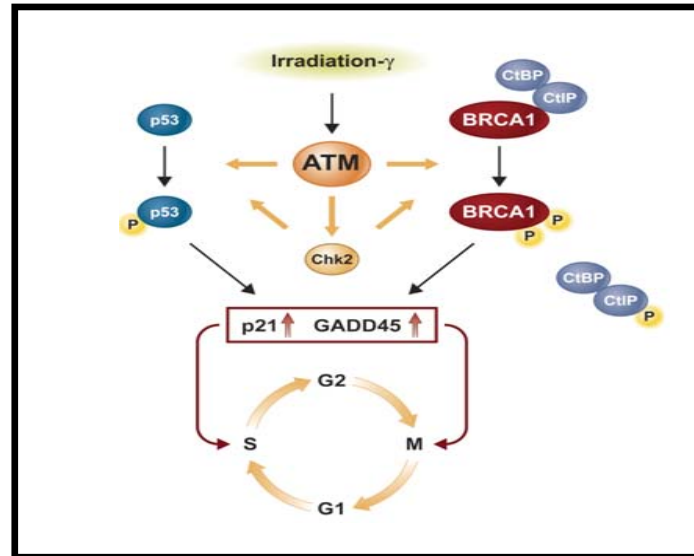 Irradiation-γ
CtBP
CtIP
p53
BRCA1
ATM
p53
P
BRCA1
P
P
Chk2
CtBP
CtIP
P
p21 GADD45
G2
S
M
G1